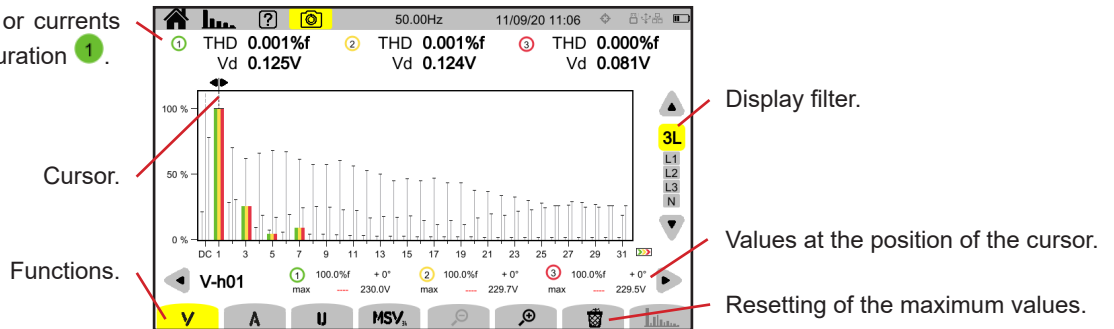 or currents
uration 1.
50.00Hz 11/09/20 11:06
1 THD 0.001%f 2 THD 0.001%f 3 THD 0.000%f
Vd 0.125V Vd 0.124V Vd 0.081V
100 %
50 %
0 %
DC 1 3 5 7 9 11 13 15 17 19 21 23 25 27 29 31
3L
L1
L2
L3
N
Display filter.
Cursor.
Values at the position of the cursor.
Functions.
V-h01 1 100.0%f + 0° 2 100.0%f + 0° 3 100.0%f + 0°
max ---- 230.0V max ---- 229.7V max ---- 229.5V
Resetting of the maximum values.
V A U MSV